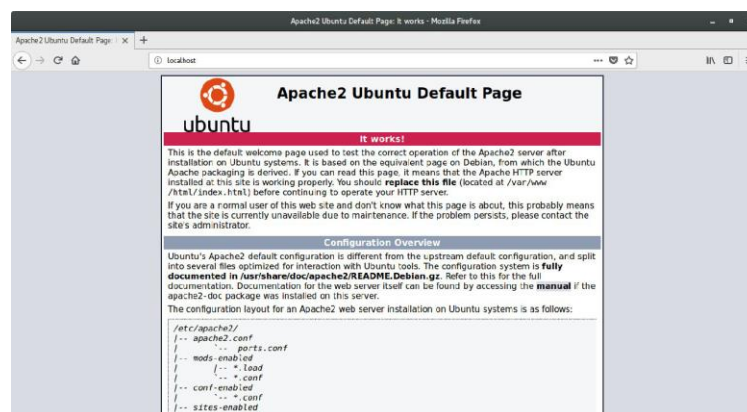 Apache2 Ubuntu Default Page: It works - Mozilla Firefox
Apache2 Ubuntu Default Page: I
localhost
Apache2 Ubuntu Default Page
ubuntu
It works!
This is the default welcome page used to test the correct operation of the Apache2 server after
installation on Ubuntu systems. It is based on the equivalent page on Debian, from which the Ubuntu
Apache packaging is derived. If you can read this page, it means that the Apache HTTP server
installed at this site is working properly. You should replace this file (located at /var/www
/html/index.html) before continuing to operate your HTTP server.
If you are a normal user of this web site and don't know what this page is about, this probably means
that the site is currently unavailable due to maintenance. If the problem persists, please contact the
site's administrator.
Configuration Overview
Ubuntu's Apache2 default configuration is different from the upstream default configuration, and split
into several files optimized for interaction with Ubuntu tools. The configuration system is fully
documented in /usr/share/doc/apache2/README.Debian.gz. Refer to this for the full
documentation. Documentation for the web server itself can be found by accessing the manual if the
apache2-doc package was installed on this server.
The configuration layout for an Apache2 web server installation on Ubuntu systems is as follows:
/etc/apache2/
|-- apache2.conf
|       `--  ports.conf
|-- mods-enabled
|       |-- *.load
|       `-- *.conf
|-- conf-enabled
|       `-- *.conf
|-- sites-enabled